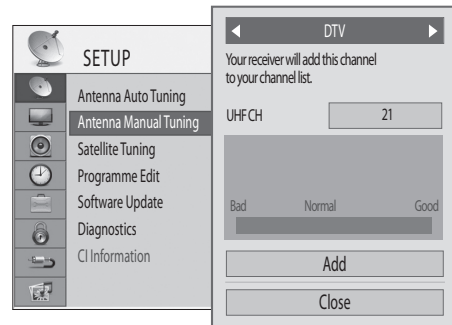 SETUP
Antenna Auto Tuning
Antenna Manual Tuning
Satellite Tuning
Programme Edit
Software Update
Diagnostics
CI Information
DTV
Your receiver will add this channel
to your channel list.
UHF CH 21
Bad Normal Good
Add
Close